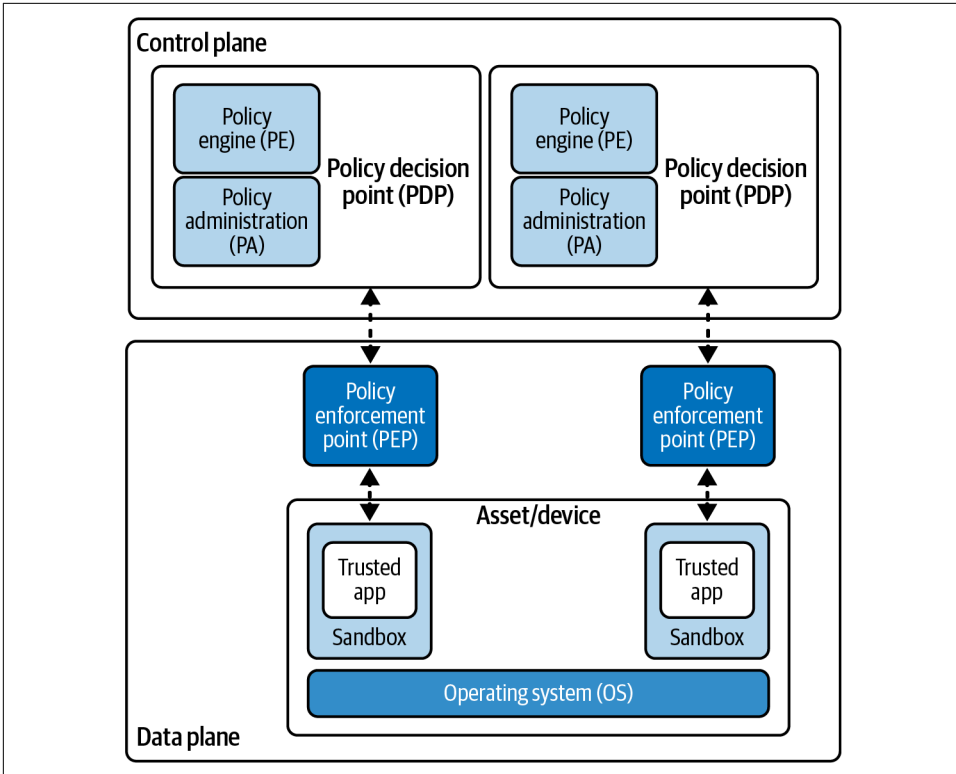 Control plane
Policy
engine (PE)
Policy
administration
(PA)
Policy decision
point (PDP)
Policy
engine (PE)
Policy
administration
(PA)
Policy decision
point (PDP)
Policy
enforcement
point (PEP)
Policy
enforcement
point (PEP)
Asset/device
Trusted
app
Sandbox
Trusted
app
Sandbox
Operating system (OS)
Data plane